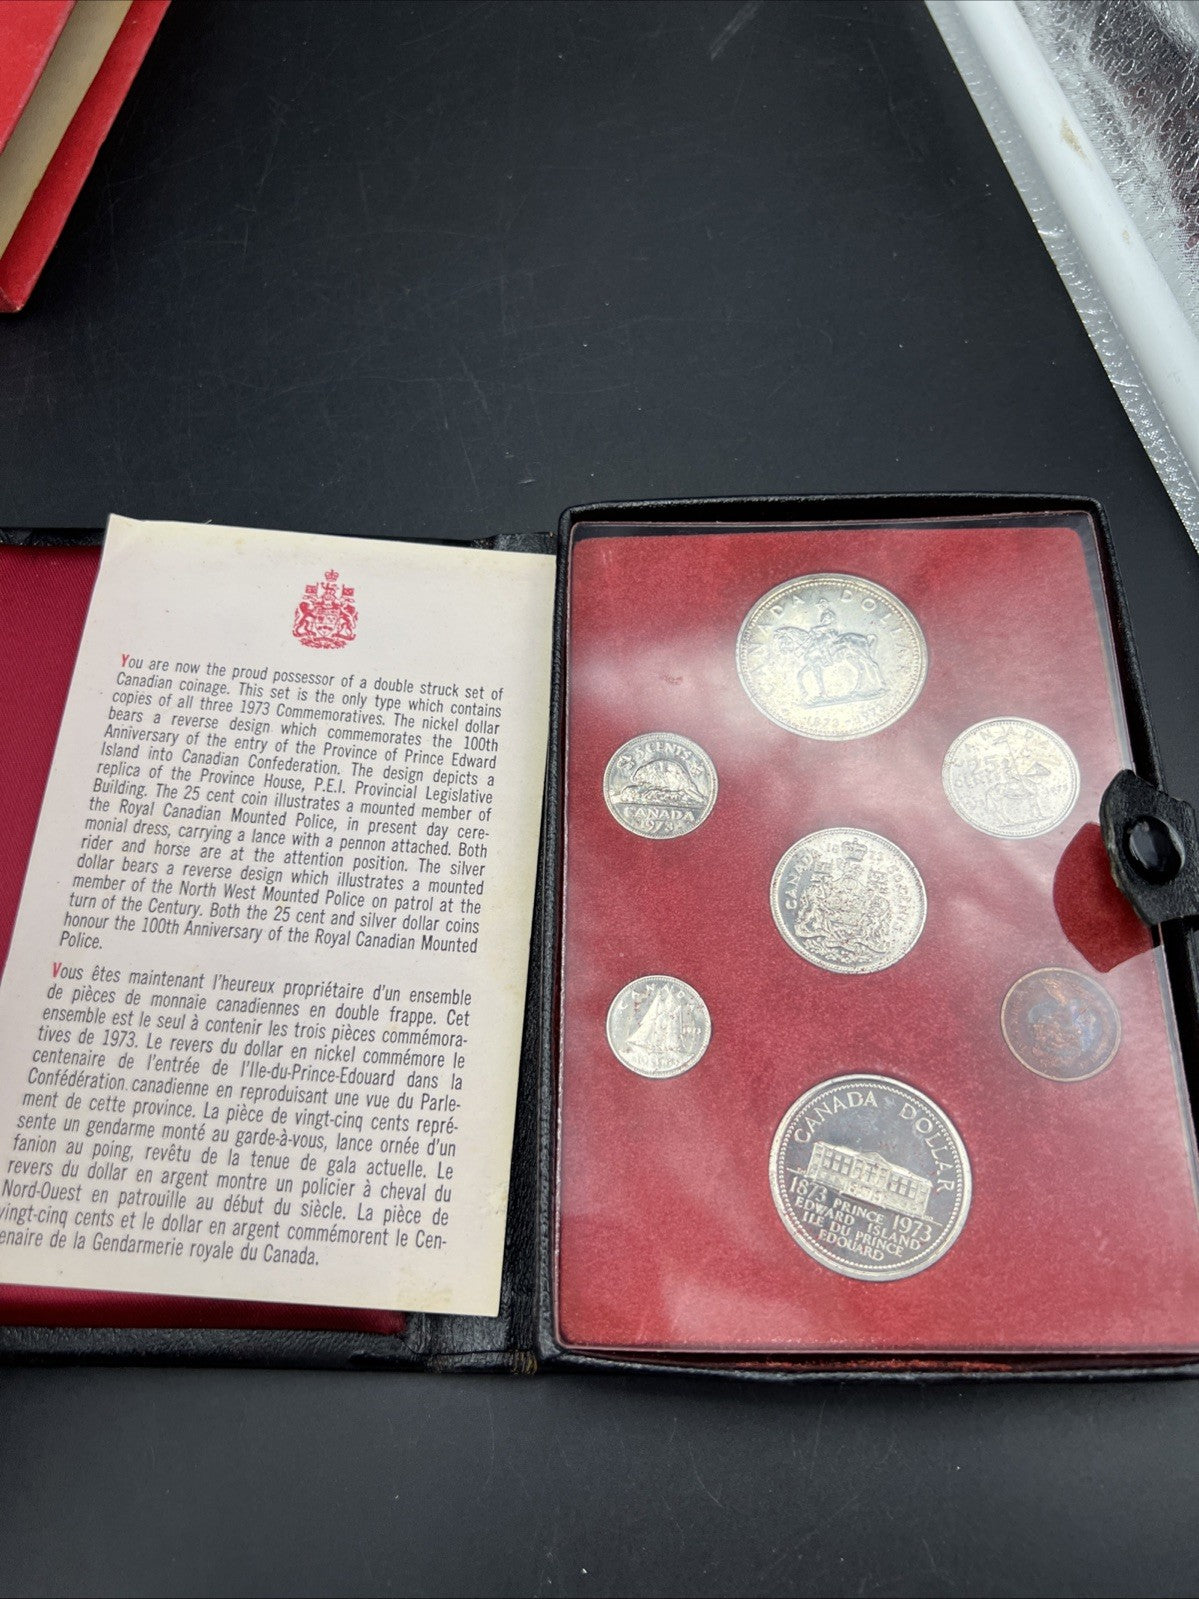 You are now the proud possessor of a double struck set of
Canadian coinage. This set is the only type which contains
copies of all three 1973 Commemoratives. The nickel dollar
bears a reverse design which commemorates the 100th
Anniversary of the entry of the Province of Prince Edward
Island into Canadian Confederation. The design depicts a
replica of the Province House, P.E.I. Provincial Legislative
Building. The 25 cent coin illustrates a mounted member of
the Royal Canadian Mounted Police, in present day cere-
monial dress, carrying a lance with a pennon attached. Both
rider and horse are at the attention position. The silver
dollar bears a reverse design which illustrates a mounted
member of the North West Mounted Police on patrol at the
turn of the Century. Both the 25 cent and silver dollar coins
honour the 100th Anniversary of the Royal Canadian Mounted
Police.
Vous êtes maintenant l'heureux propriétaire d'un ensemble
de pièces de monnaie canadiennes en double frappe. Cet
ensemble est le seul à contenir les trois pièces commémora-
tives de 1973. Le revers du dollar en nickel commémore le
centenaire de l'entrée de l'Ile-du-Prince-Edouard dans la
Confédération canadienne en reproduisant une vue du Parle-
ment de cette province. La pièce de vingt-cinq cents repré-
sente un gendarme monté au garde-à-vous, lance ornée d'un
fanion au poing, revêtu de la tenue de gala actuelle. Le
revers du dollar en argent montre un policier à cheval du
Nord-Ouest en patrouille au début du siècle. La pièce de
vingt-cinq cents et le dollar en argent commémorent le Cen-
enaire de la Gendarmerie royale du Canada.
CANADA DOLLAR
1873
5 CENTS
CANADA
1973
CANADA
1973
CANADA
50 CENTS
CANADA
1973
CANADA DOLLAR
1873 PRINCE 1973
EDWARD ISLAND
ILE DU PRINCE
EDOUARD